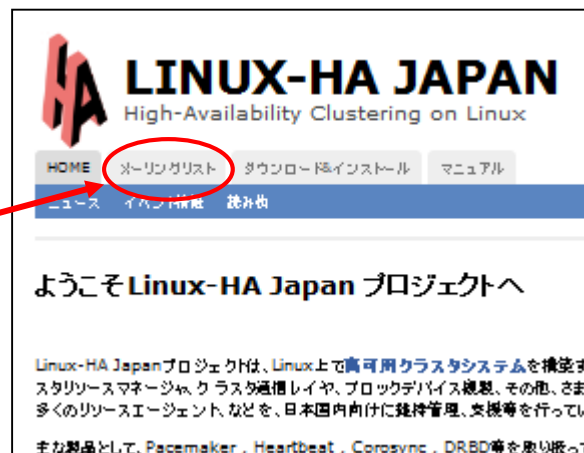 LINUX-HA JAPAN
High-Availability Clustering on Linux
HOME メーリングリスト ダウンロード&インストール マニュアル
ニュース イベント情報 読み物
ようこそLinux-HA Japan プロジェクトへ
Linux-HA Japanプロジェクトは、Linux上で高可用クラスタシステムを構築す
スタリソースマネージャ、クラスタ通信レイヤ、ブロックデバイス複製、その他、さま
多くのリソースエージェント、などを、日本国内向けに維持管理、支援等を行ってい
主な製品として、Pacemaker , Heartbeat , Corosync , DRBD等を取り扱って